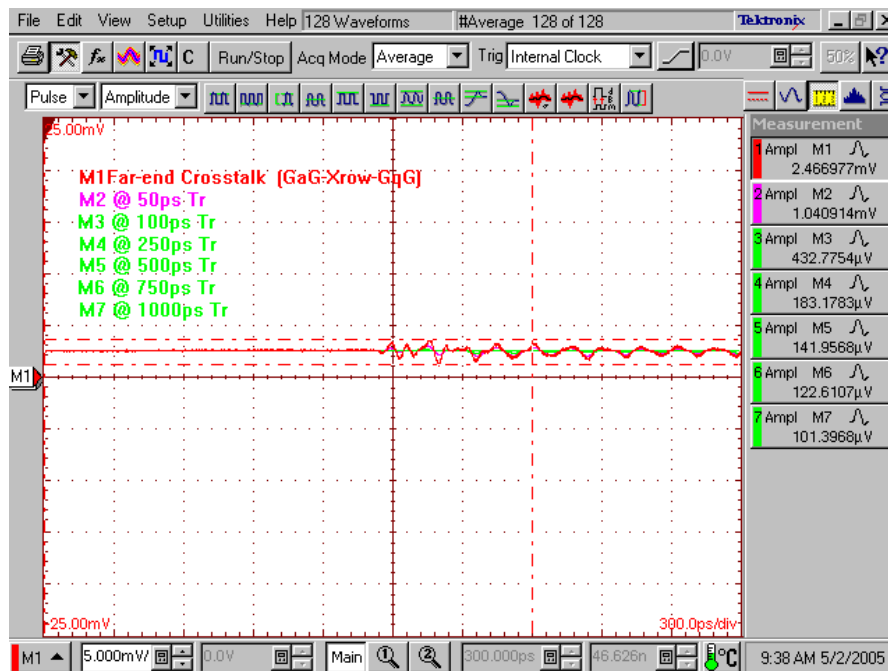 File Edit View Setup Utilities Help 128 Waveforms #Average 128 of 128 Tektronix
C Run/Stop Acq Mode Average Trig Internal Clock 0.0V 50%
Pulse Amplitude
25.00mV
M1Far-end Crosstalk (GaG-Xrow-GqG)
M2 @ 50ps Tr
M3 @ 100ps Tr
M4 @ 250ps Tr
M5 @ 500ps Tr
M6 @ 750ps Tr
M7 @ 1000ps Tr
M1
-25.00mV
300.0ps/div
Measurement
1 Ampl M1
2.466977mV
2 Ampl M2
1.040914mV
3 Ampl M3
432.7754µV
4 Ampl M4
183.1783µV
5 Ampl M5
141.9568µV
6 Ampl M6
122.6107µV
7 Ampl M7
101.3968µV
M1 5.000mV/ 0.0V Main 1 2 300.000ps 46.626n °C 9:38 AM 5/2/2005